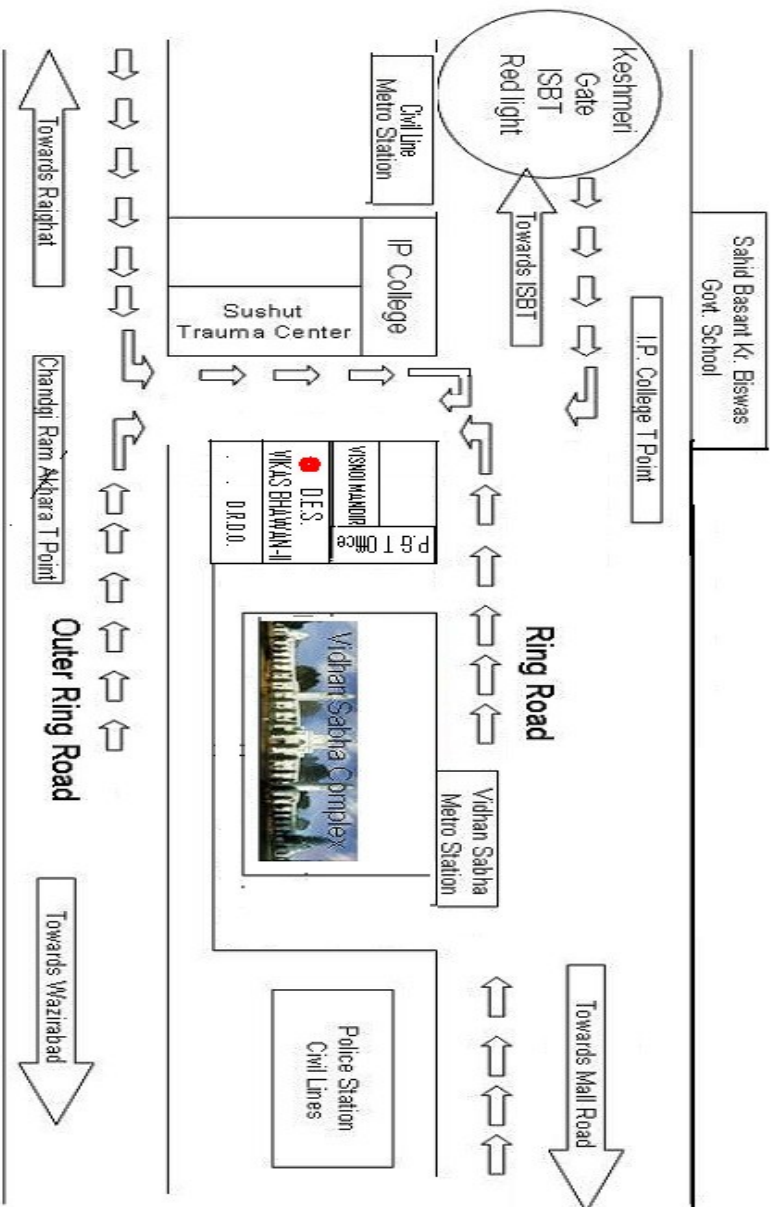 Keshmeri
Gate
ISBT
Red light
Civil Line
Metro Station
Towards ISBT
Sahid Basant Kr. Biswas
Govt. School
I.P. College T.Point
IP College
Sushut
Trauma Center
Towards Rajghat
Chandgi Ram Akhara T.Point
VISNOI MANDIR
P.G T.Office
D.E.S.
VIKAS BHAWAN-II
. . D.R.D.O.
Ring Road
Outer Ring Road
Vidhan Sabha Complex
Vidhan Sabha
Metro Station
Towards Mall Road
Police Station
Civil Lines
Towards Wazirabad